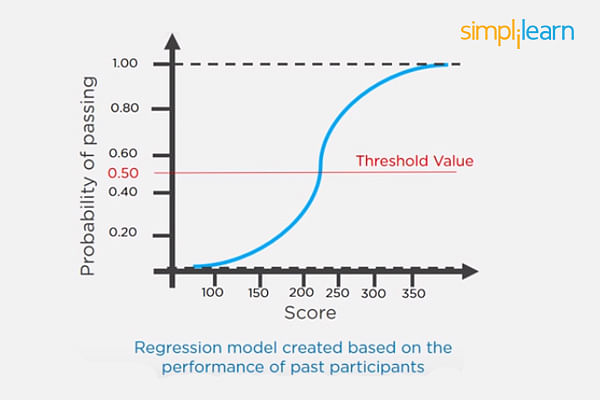 simplilearn
1.00
0.80
0.60
0.50
0.40
0.20
Probability of passing
Threshold Value
100 150 200 250 300 350
Score
Regression model created based on the
performance of past participants